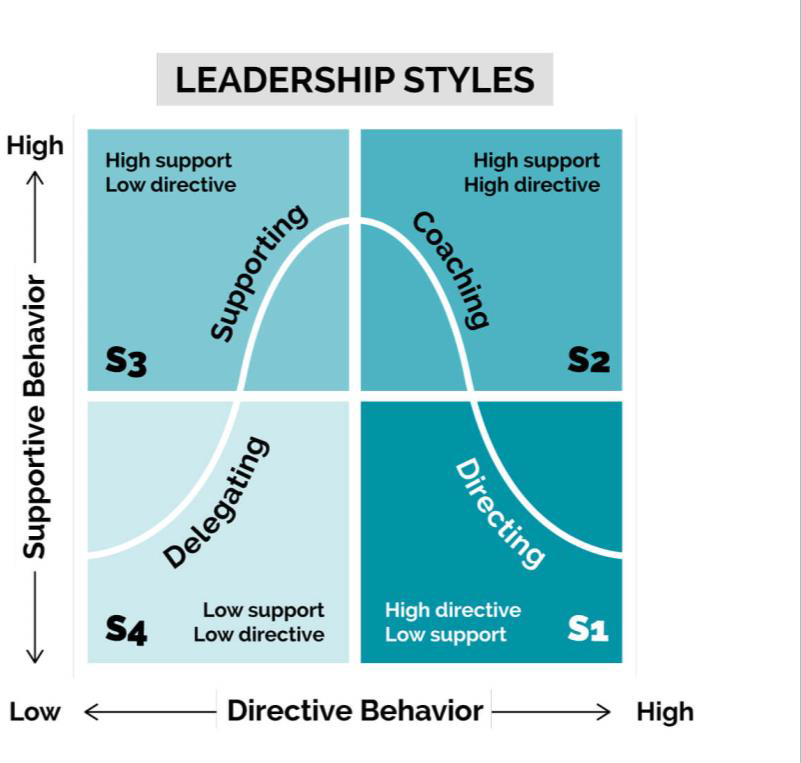 LEADERSHIP STYLES
High
High support
Low directive
High support
High directive
Supporting
Coaching
S3
S2
Supportive Behavior
Delegating
Directing
Low support
Low directive
S4
High directive
Low support
S1
Low
Directive Behavior
High